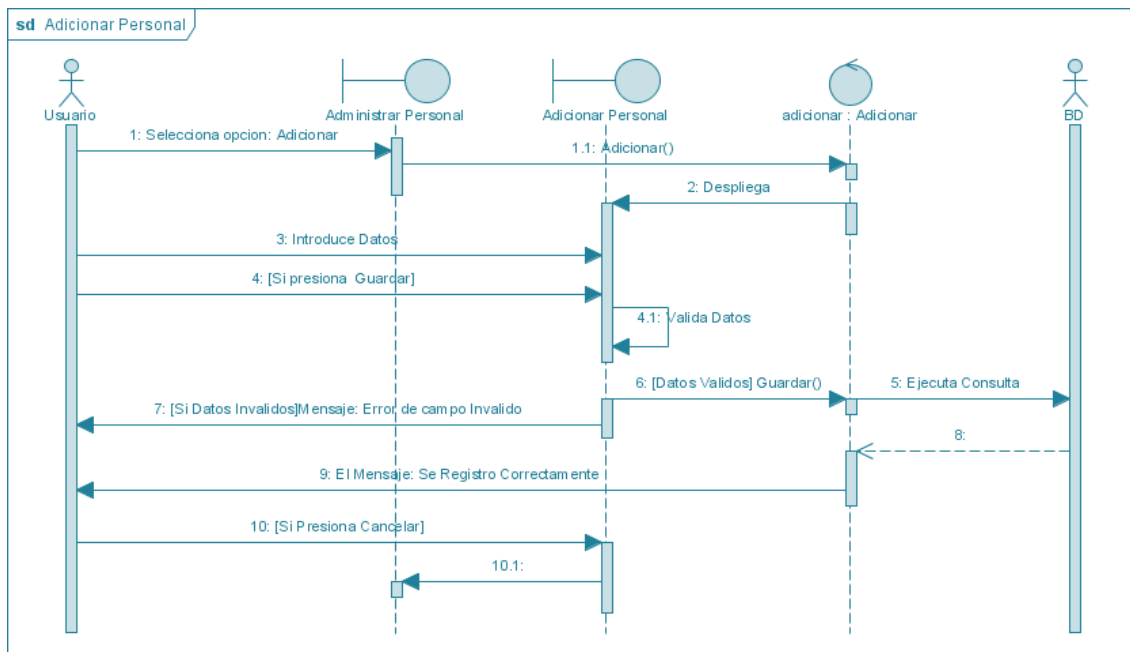 sd Adicionar Personal
Usuario
Administrar Personal
Adicionar Personal
adicionar : Adicionar
BD
1: Selecciona opcion: Adicionar
1.1: Adicionar()
2: Despliega
3: Introduce Datos
4: [Si presiona Guardar]
4.1: Valida Datos
6: [Datos Validos] Guardar()
5: Ejecuta Consulta
7: [Si Datos Invalidos]Mensaje: Error de campo Invalido
8:
9: El Mensaje: Se Registro Correctamente
10: [Si Presiona Cancelar]
10.1: